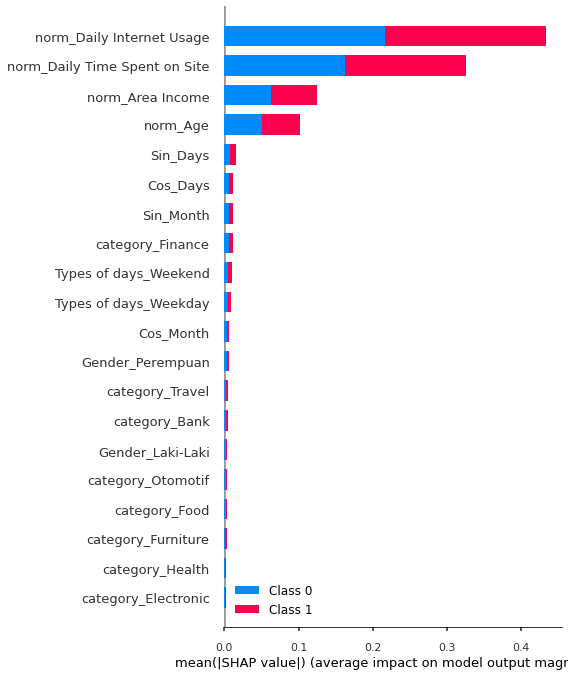 norm_Daily Internet Usage
norm_Daily Time Spent on Site
norm_Area Income
norm_Age
Sin_Days
Cos_Days
Sin_Month
category_Finance
Types of days_Weekend
Types of days_Weekday
Cos_Month
Gender_Perempuan
category_Travel
category_Bank
Gender_Laki-Laki
category_Otomotif
category_Food
category_Furniture
category_Health
category_Electronic
Class 0
Class 1
0.0 0.1 0.2 0.3 0.4
mean(|SHAP value|) (average impact on model output magn